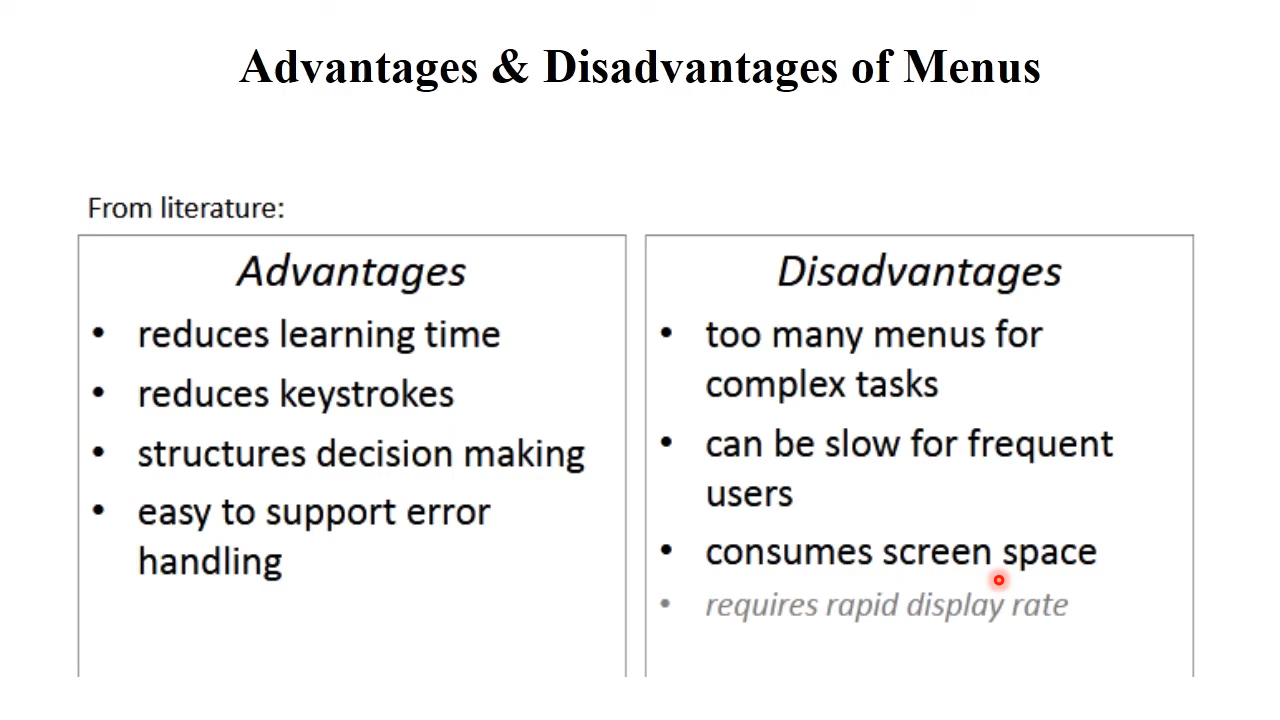 Advantages & Disadvantages of Menus
From literature:
Advantages
• reduces learning time
• reduces keystrokes
• structures decision making
• easy to support error
handling
Disadvantages
• too many menus for
complex tasks
• can be slow for frequent
users
• consumes screen space
• requires rapid display rate